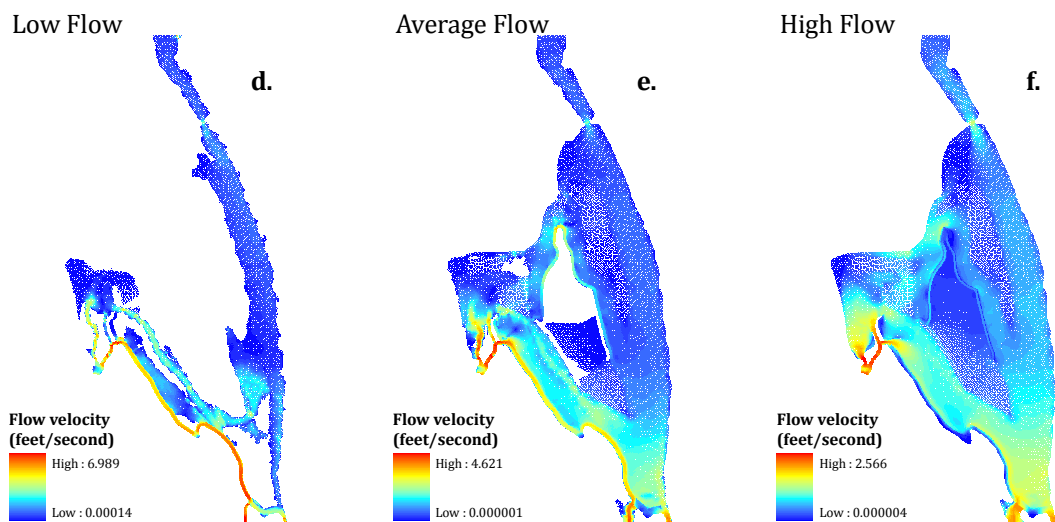 Low Flow
Average Flow
High Flow
d.
e.
f.
Flow velocity
(feet/second)
High : 6.989
Low : 0.00014
Flow velocity
(feet/second)
High : 4.621
Low : 0.000001
Flow velocity
(feet/second)
High : 2.566
Low : 0.000004